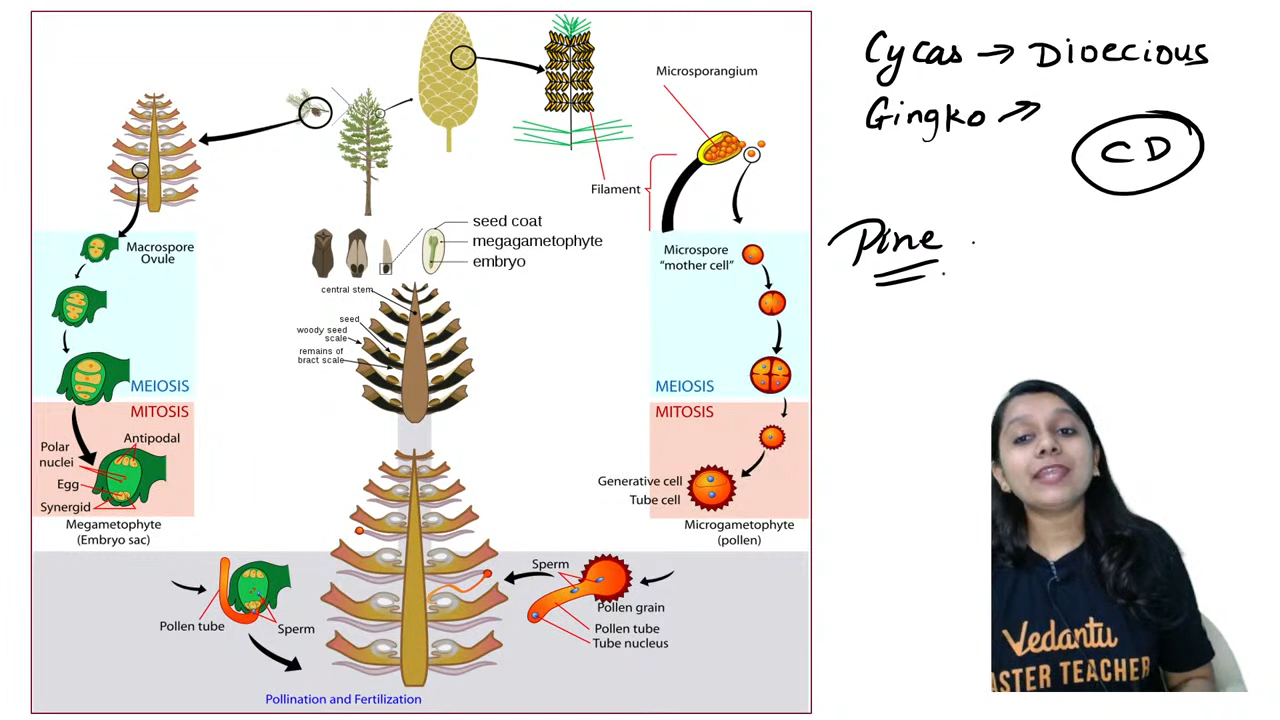 Cycas → Dioecious
Gingko →
CD
Pine
Microsporangium
Filament
seed coat
megagametophyte
embryo
Macrospore
Ovule
Microspore
"mother cell"
central stem
seed
woody seed
scale
remains of
bract scale
MEIOSIS
MEIOSIS
MITOSIS
MITOSIS
Antipodal
Polar
nuclei
Egg
Synergid
Megametophyte
(Embryo sac)
Generative cell
Tube cell
Microgametophyte
(pollen)
Sperm
Pollen grain
Pollen tube
Tube nucleus
Pollen tube
Sperm
Pollination and Fertilization
Vedantu
ASTER TEACHER